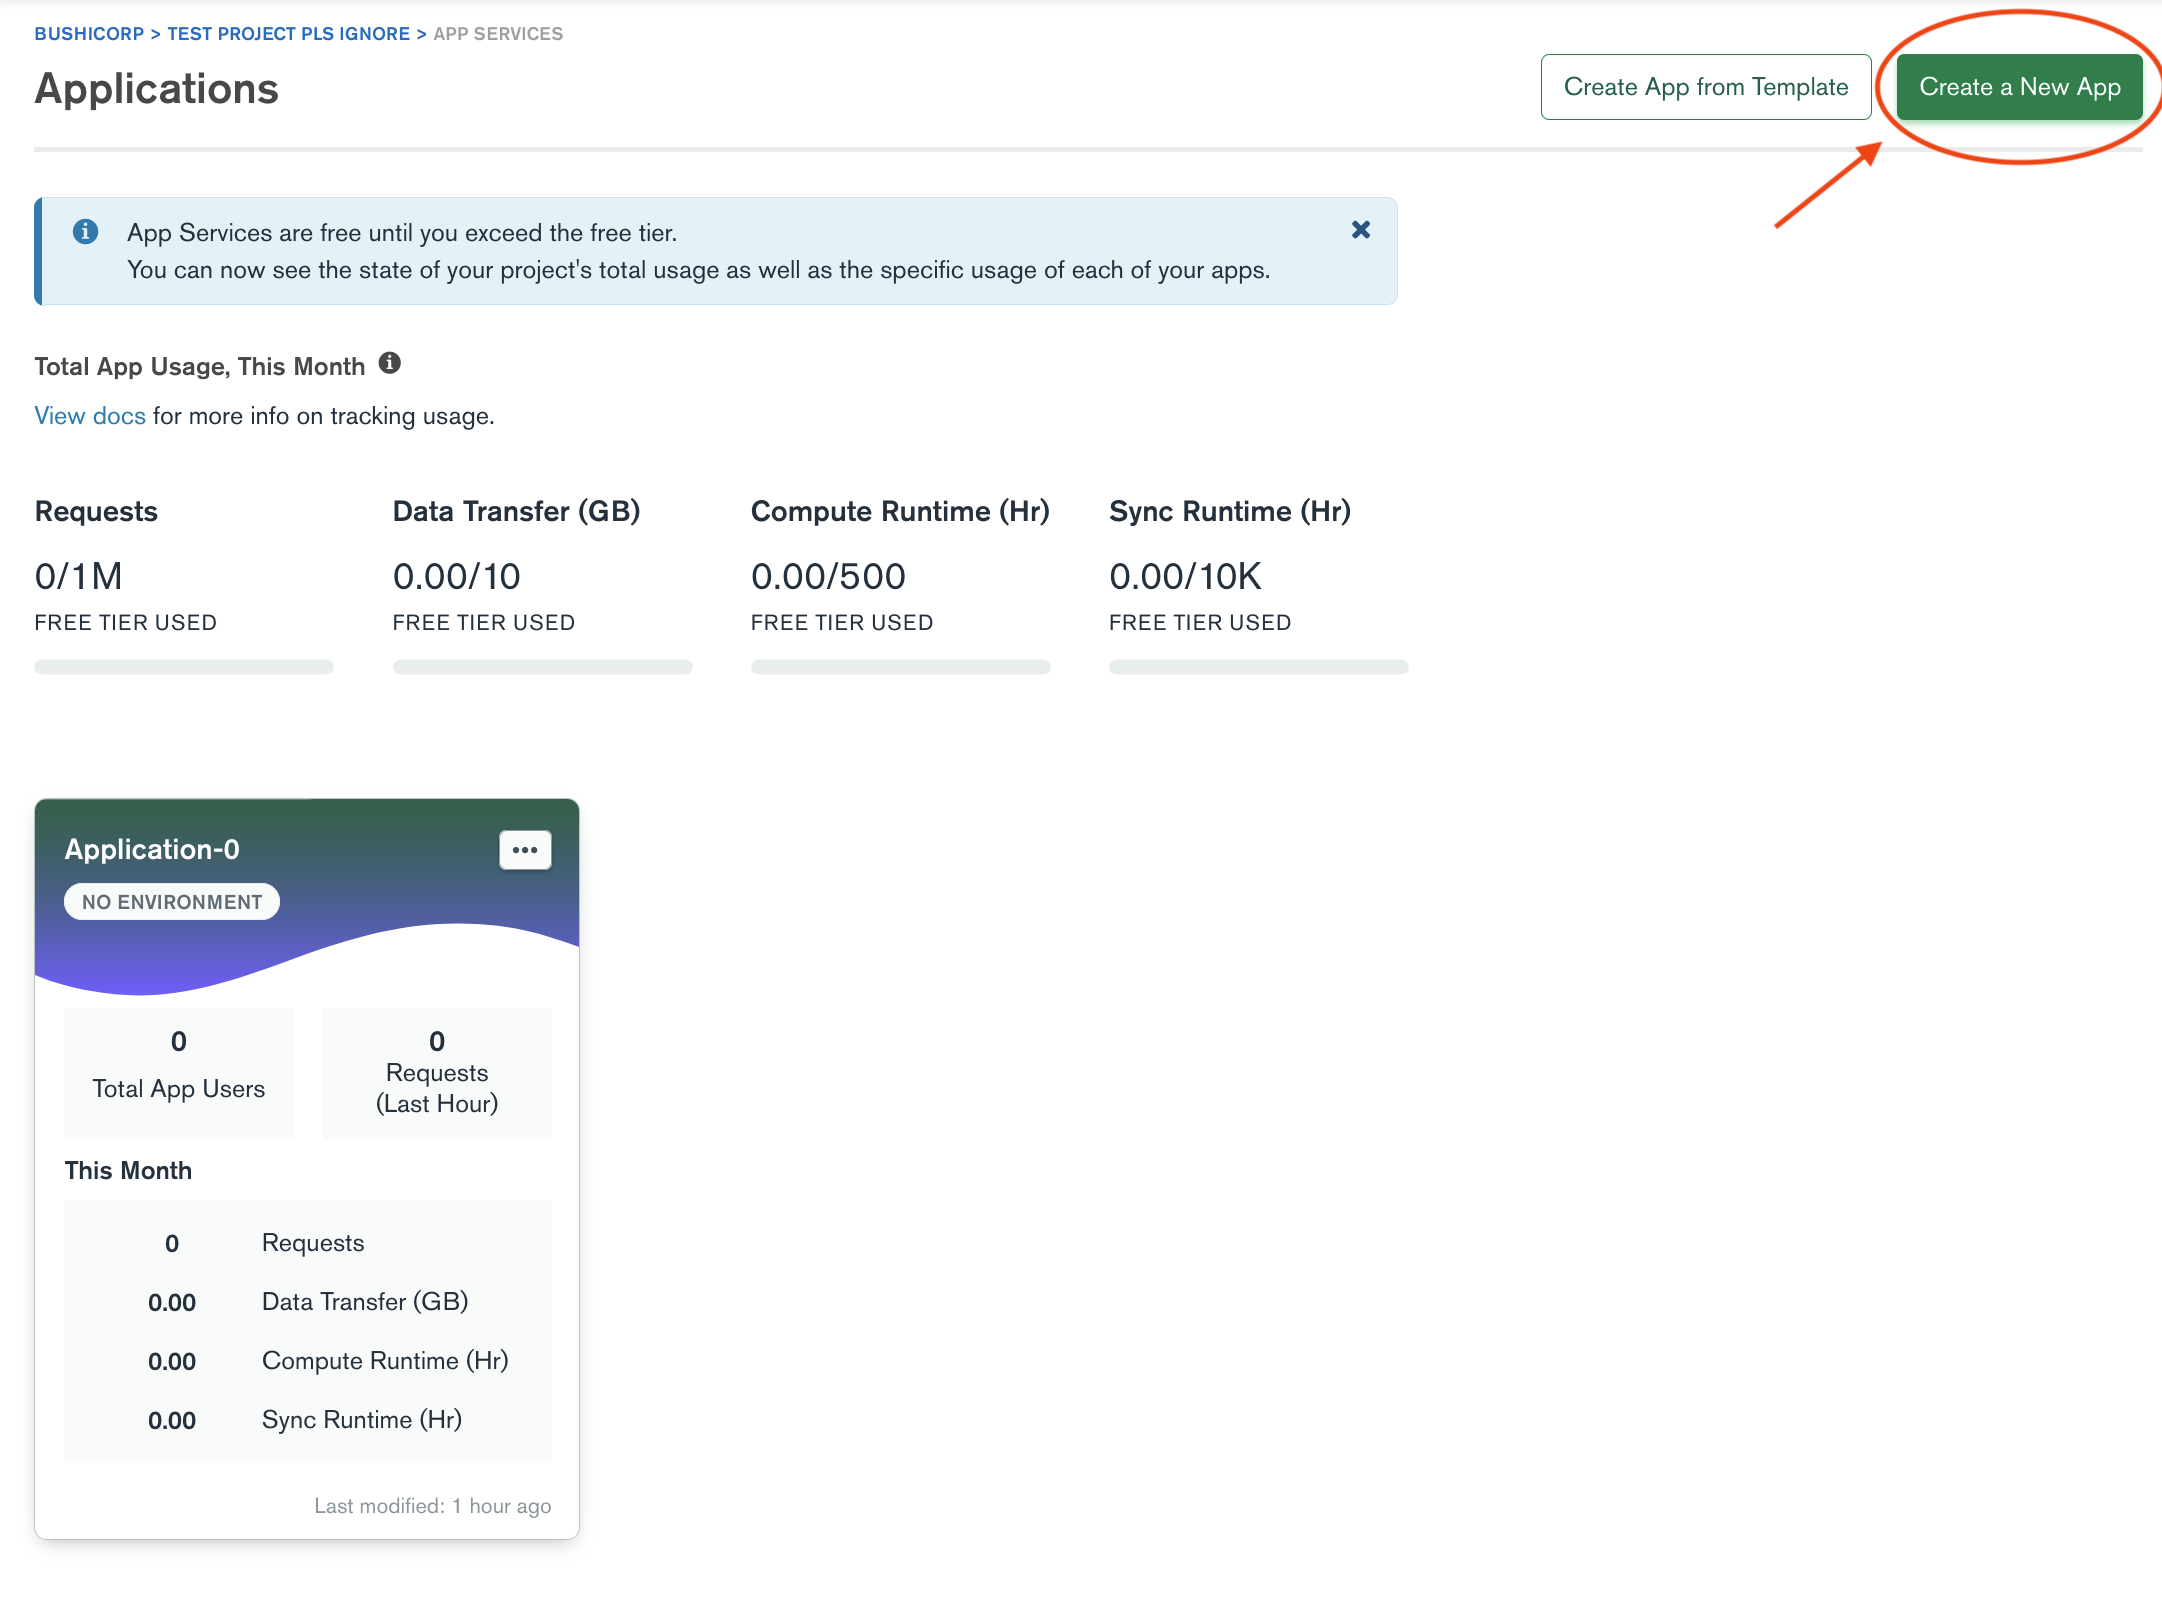 BUSHICORP > TEST PROJECT PLS IGNORE > APP SERVICES
Applications
Create App from Template
Create a New App
App Services are free until you exceed the free tier.
You can now see the state of your project's total usage as well as the specific usage of each of your apps.
Total App Usage, This Month
View docs for more info on tracking usage.
Requests
0/1M
FREE TIER USED
Data Transfer (GB)
0.00/10
FREE TIER USED
Compute Runtime (Hr)
0.00/500
FREE TIER USED
Sync Runtime (Hr)
0.00/10K
FREE TIER USED
Application-0
NO ENVIRONMENT
0
Total App Users
0
Requests
(Last Hour)
This Month
0 Requests
0.00 Data Transfer (GB)
0.00 Compute Runtime (Hr)
0.00 Sync Runtime (Hr)
Last modified: 1 hour ago